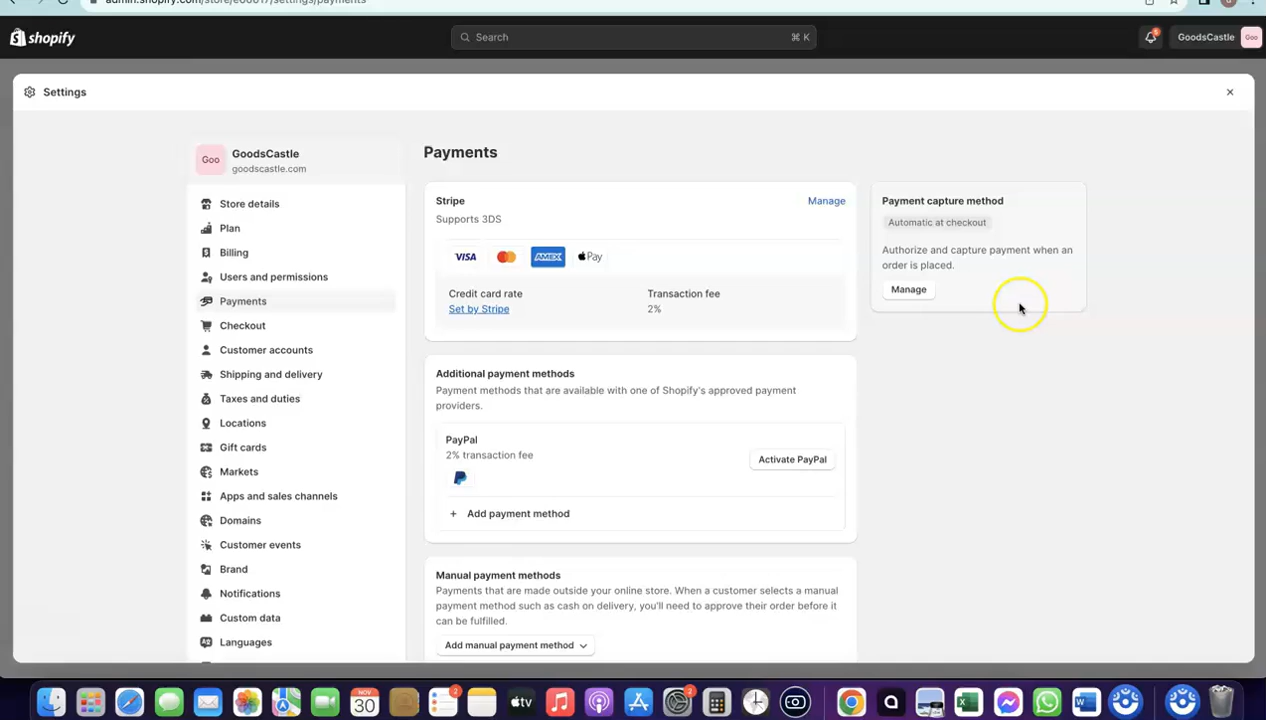 admin.shopify.com/store/e66617/settings/payments
shopify
Search
⌘ K
GoodsCastle
Goo
Settings
Goo
GoodsCastle
goodscastle.com
Store details
Plan
Billing
Users and permissions
Payments
Checkout
Customer accounts
Shipping and delivery
Taxes and duties
Locations
Gift cards
Markets
Apps and sales channels
Domains
Customer events
Brand
Notifications
Custom data
Languages
Payments
Stripe
Manage
Supports 3DS
VISA
AMEX
Pay
Credit card rate
Transaction fee
Set by Stripe
2%
Additional payment methods
Payment methods that are available with one of Shopify's approved payment
providers.
PayPal
2% transaction fee
Activate PayPal
+ Add payment method
Manual payment methods
Payments that are made outside your online store. When a customer selects a manual
payment method such as cash on delivery, you'll need to approve their order before it
can be fulfilled.
Add manual payment method
Payment capture method
Automatic at checkout
Authorize and capture payment when an
order is placed.
Manage
NOV
30
2
tv
2